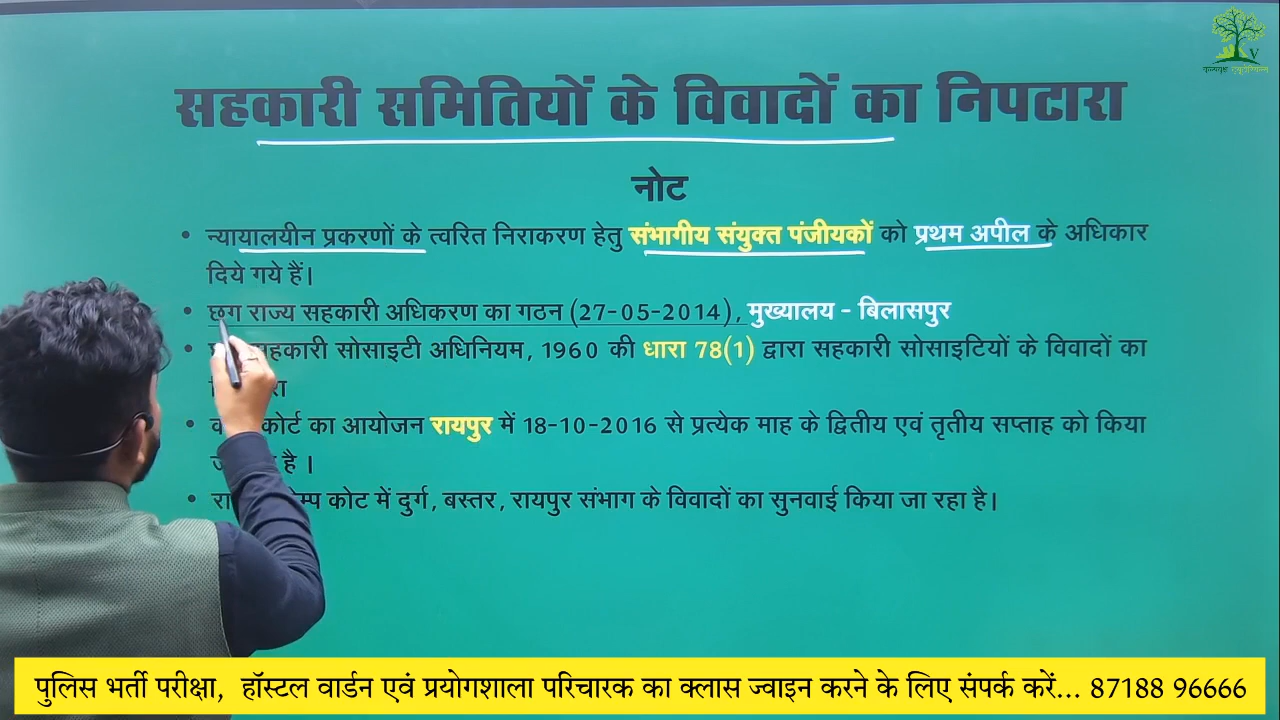 सहकारी समितियों के विवादों का निपटारा
नोट
• न्यायालयीन प्रकरणों के त्वरित निराकरण हेतु संभागीय संयुक्त पंजीयकों को प्रथम अपील के अधिकार
दिये गये हैं।
• छग राज्य सहकारी अधिकरण का गठन (27-05-2014), मुख्यालय - बिलासपुर
• सहकारी सोसाइटी अधिनियम, 1960 की धारा 78(1) द्वारा सहकारी सोसाइटियों के विवादों का
• कोर्ट का आयोजन रायपुर में 18-10-2016 से प्रत्येक माह के द्वितीय एवं तृतीय सप्ताह को किया
है ।
• कोट में दुर्ग, बस्तर, रायपुर संभाग के विवादों का सुनवाई किया जा रहा है।
पुलिस भर्ती परीक्षा, हॉस्टल वार्डन एवं प्रयोगशाला परिचारक का क्लास ज्वाइन करने के लिए संपर्क करें... 87188 96666